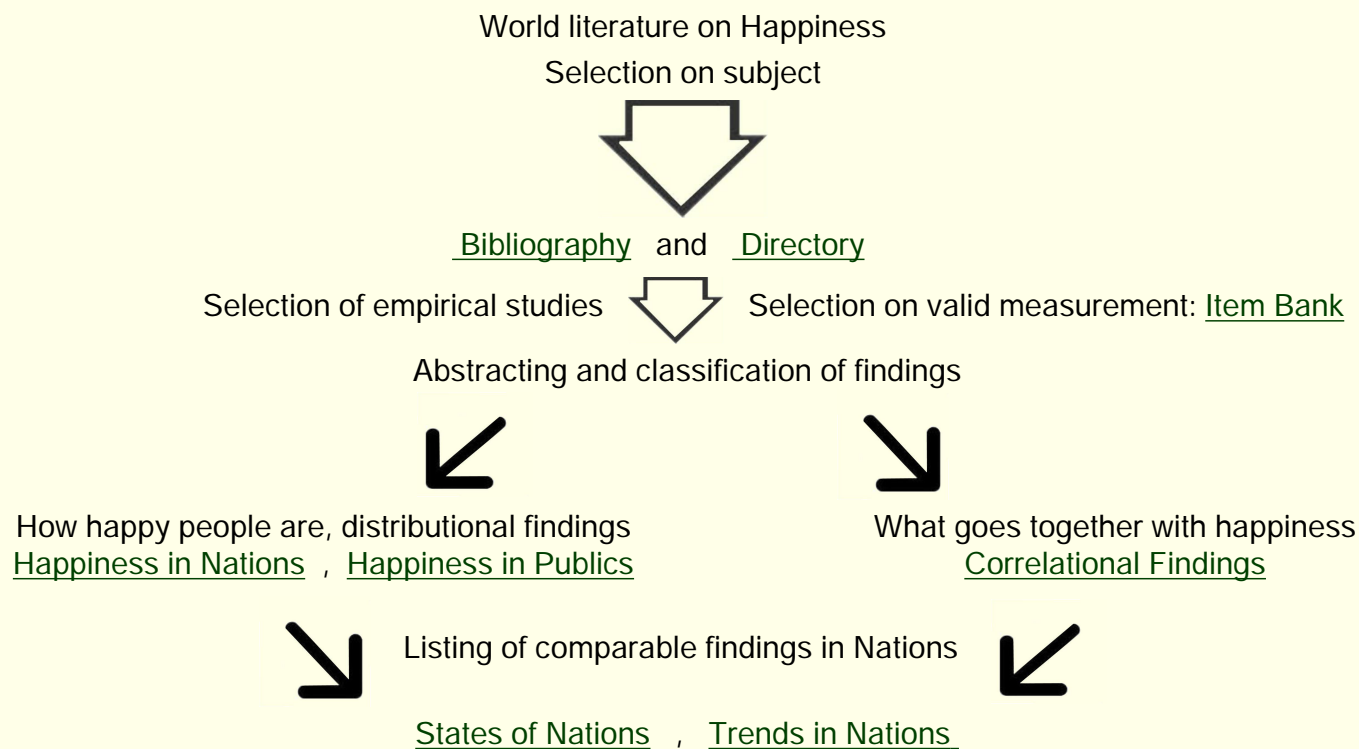 World literature on Happiness
Selection on subject
Bibliography and Directory
Selection of empirical studies Selection on valid measurement: Item Bank
Abstracting and classification of findings
How happy people are, distributional findings What goes together with happiness
Happiness in Nations , Happiness in Publics Correlational Findings
Listing of comparable findings in Nations
States of Nations , Trends in Nations